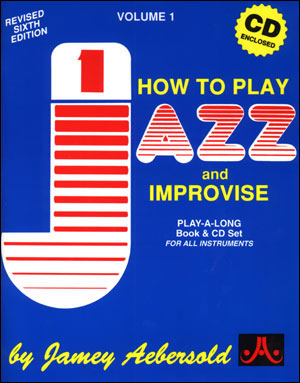 REVISED
SIXTH
EDITION
VOLUME 1
CD
ENCLOSED
1
HOW TO PLAY
JAZZ
and
IMPROVISE
PLAY-A-LONG
Book & CD Set
FOR ALL INSTRUMENTS
by Jamey Aebersold
JA